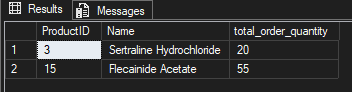 Results Messages
ProductID Name total_order_quantity
1 3 Sertraline Hydrochloride 20
2 15 Flecainide Acetate 55